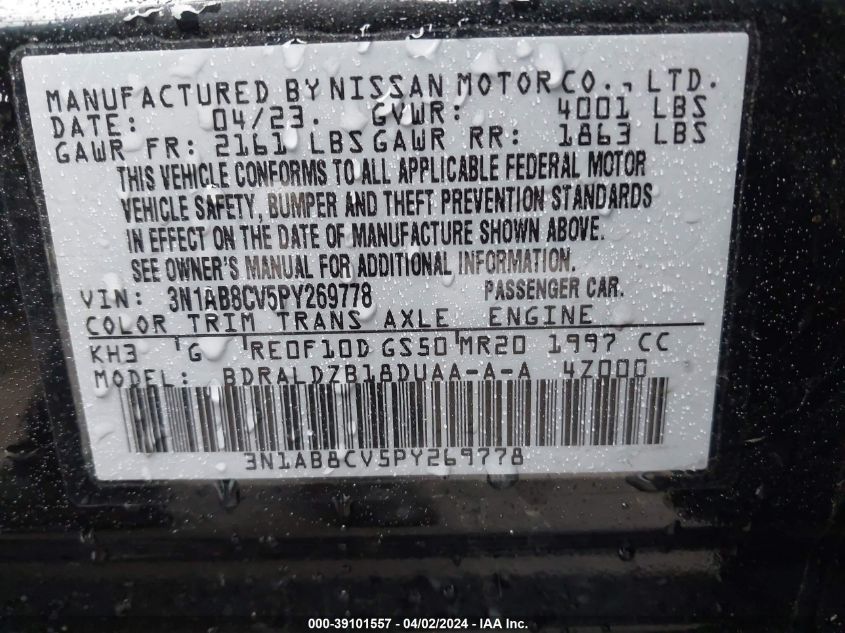 MANUFACTURED BY NISSAN MOTOR CO., LTD.
DATE: 04/23. GVWR: 4001 LBS
GAWR FR: 2161 LBS GAWR RR: 1863 LBS
THIS VEHICLE CONFORMS TO ALL APPLICABLE FEDERAL MOTOR
VEHICLE SAFETY, BUMPER AND THEFT PREVENTION STANDARDS
IN EFFECT ON THE DATE OF MANUFACTURE SHOWN ABOVE.
SEE OWNER'S MANUAL FOR ADDITIONAL INFORMATION.
VIN: 3N1AB8CV5PY269778 PASSENGER CAR.
COLOR TRIM TRANS AXLE ENGINE
KH3 G RE0F10D GS50 MR20 1997 CC
MODEL: BDRALDZB18DUAA-A-A 4Z000
3N1AB8CV5PY269778
000-39101557 - 04/02/2024 - IAAI.COM